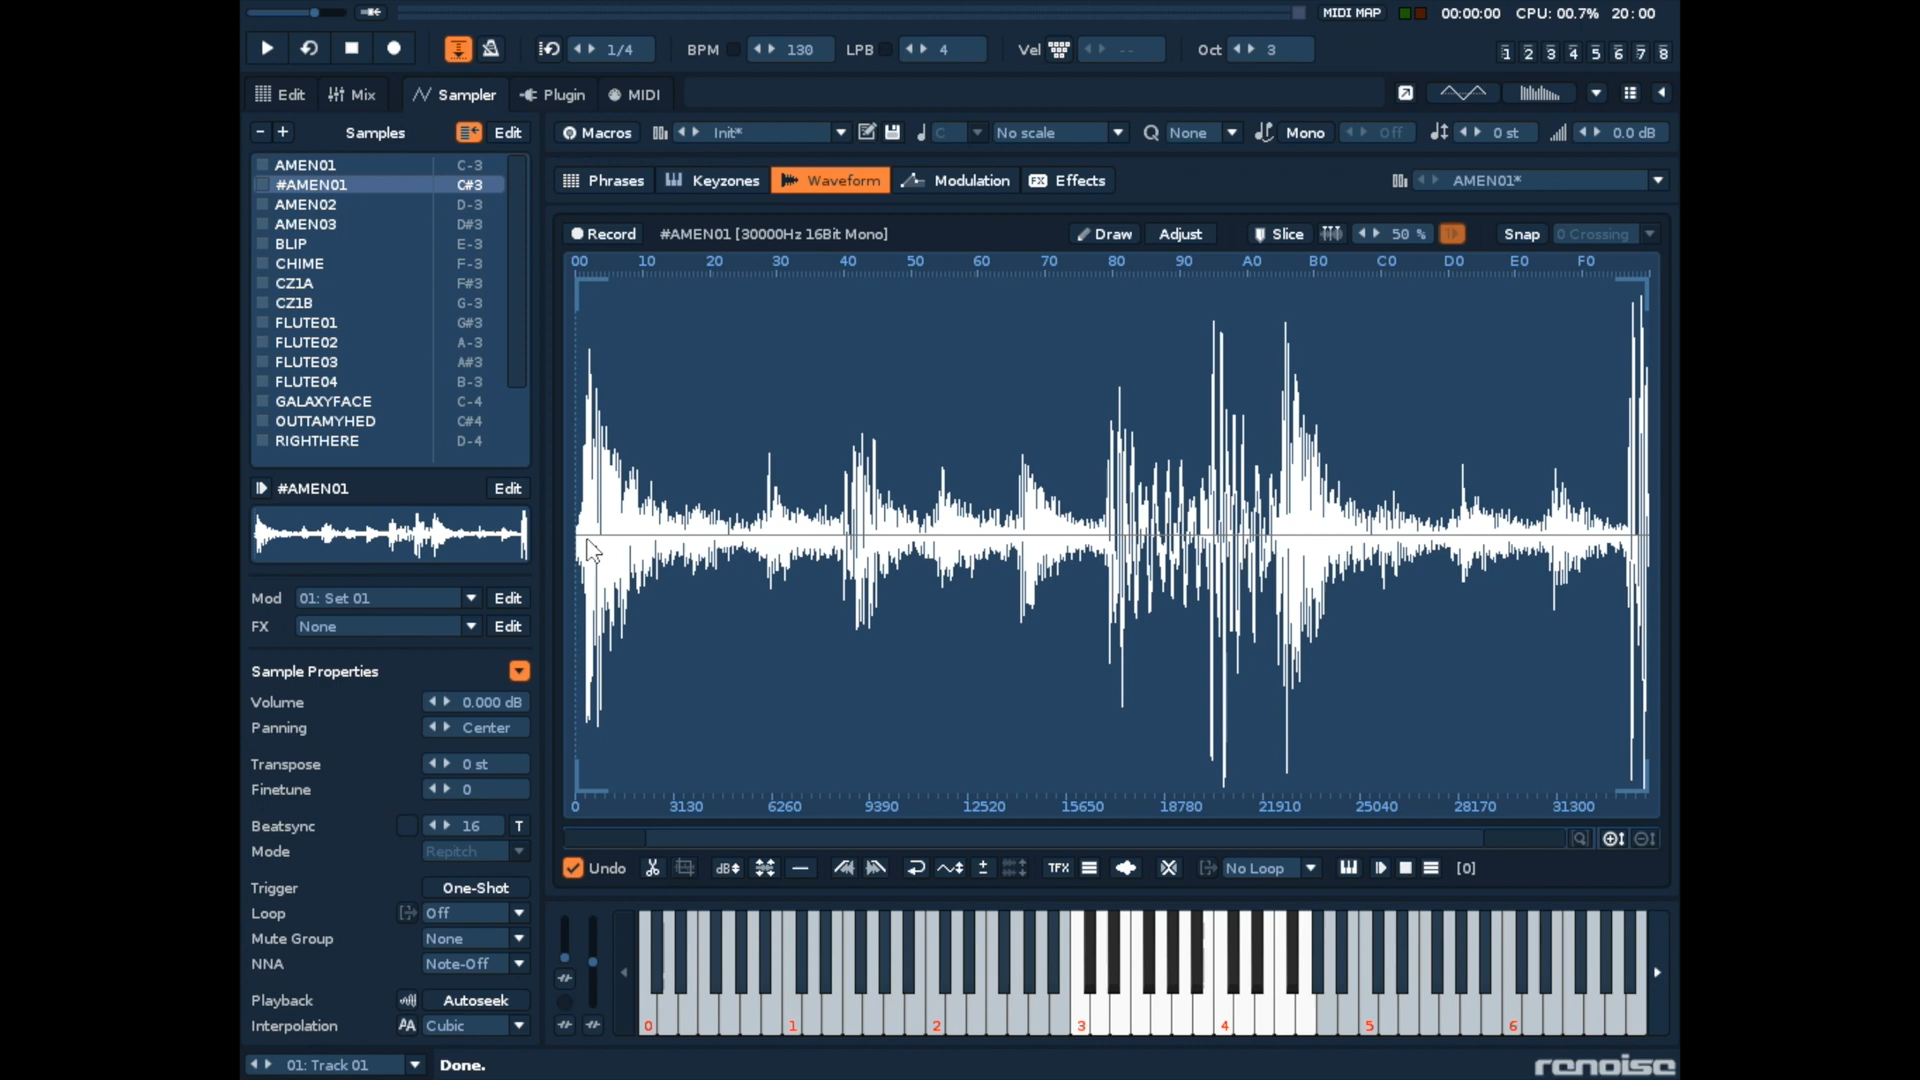 MIDI MAP 00:00:00 CPU: 00.7% 20:00
1/4 BPM 130 LPB 4 Vel -- Oct 3 1 2 3 4 5 6 7 8
Edit Mix Sampler Plugin MIDI
Samples Edit Macros Init* C No scale None Mono Off 0 st 0.0 dB
AMEN01 C-3
#AMEN01 C#3
AMEN02 D-3
AMEN03 D#3
BLIP E-3
CHIME F-3
CZ1A F#3
CZ1B G-3
FLUTE01 G#3
FLUTE02 A-3
FLUTE03 A#3
FLUTE04 B-3
GALAXYFACE C-4
OUTTAMYHED C#4
RIGHTHERE D-4
Phrases Keyzones Waveform Modulation FX Effects AMEN01*
Record #AMEN01 [30000Hz 16Bit Mono] Draw Adjust Slice 50 % Snap 0 Crossing
00 10 20 30 40 50 60 70 80 90 A0 B0 C0 D0 E0 F0
#AMEN01 Edit
Mod 01: Set 01 Edit
FX None Edit
Sample Properties
Volume 0.000 dB
Panning Center
Transpose 0 st
Finetune 0
Beatsync 16 T
Mode Repitch
Trigger One-Shot
Loop Off
Mute Group None
NNA Note-Off
Playback Autoseek
Interpolation AA Cubic
0 3130 6260 9390 12520 15650 18780 21910 25040 28170 31300
Undo dB TFX No Loop [0]
0 1 2 3 4 5 6
01: Track 01 Done. renoise